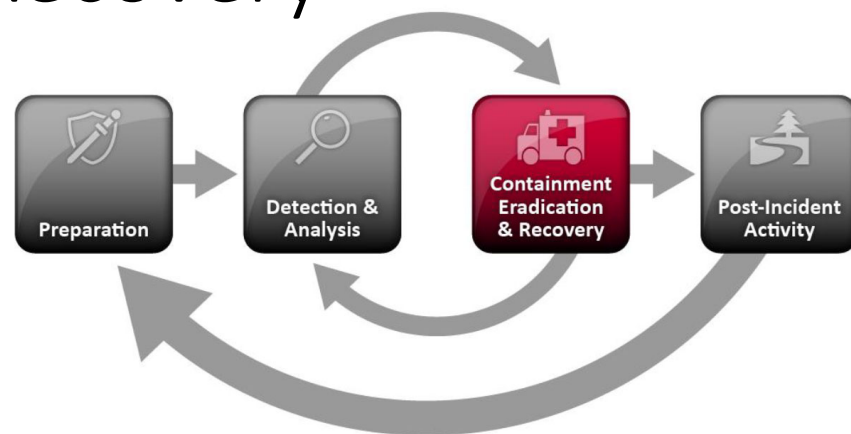 Preparation
Detection &
Analysis
Containment
Eradication
& Recovery
Post-Incident
Activity